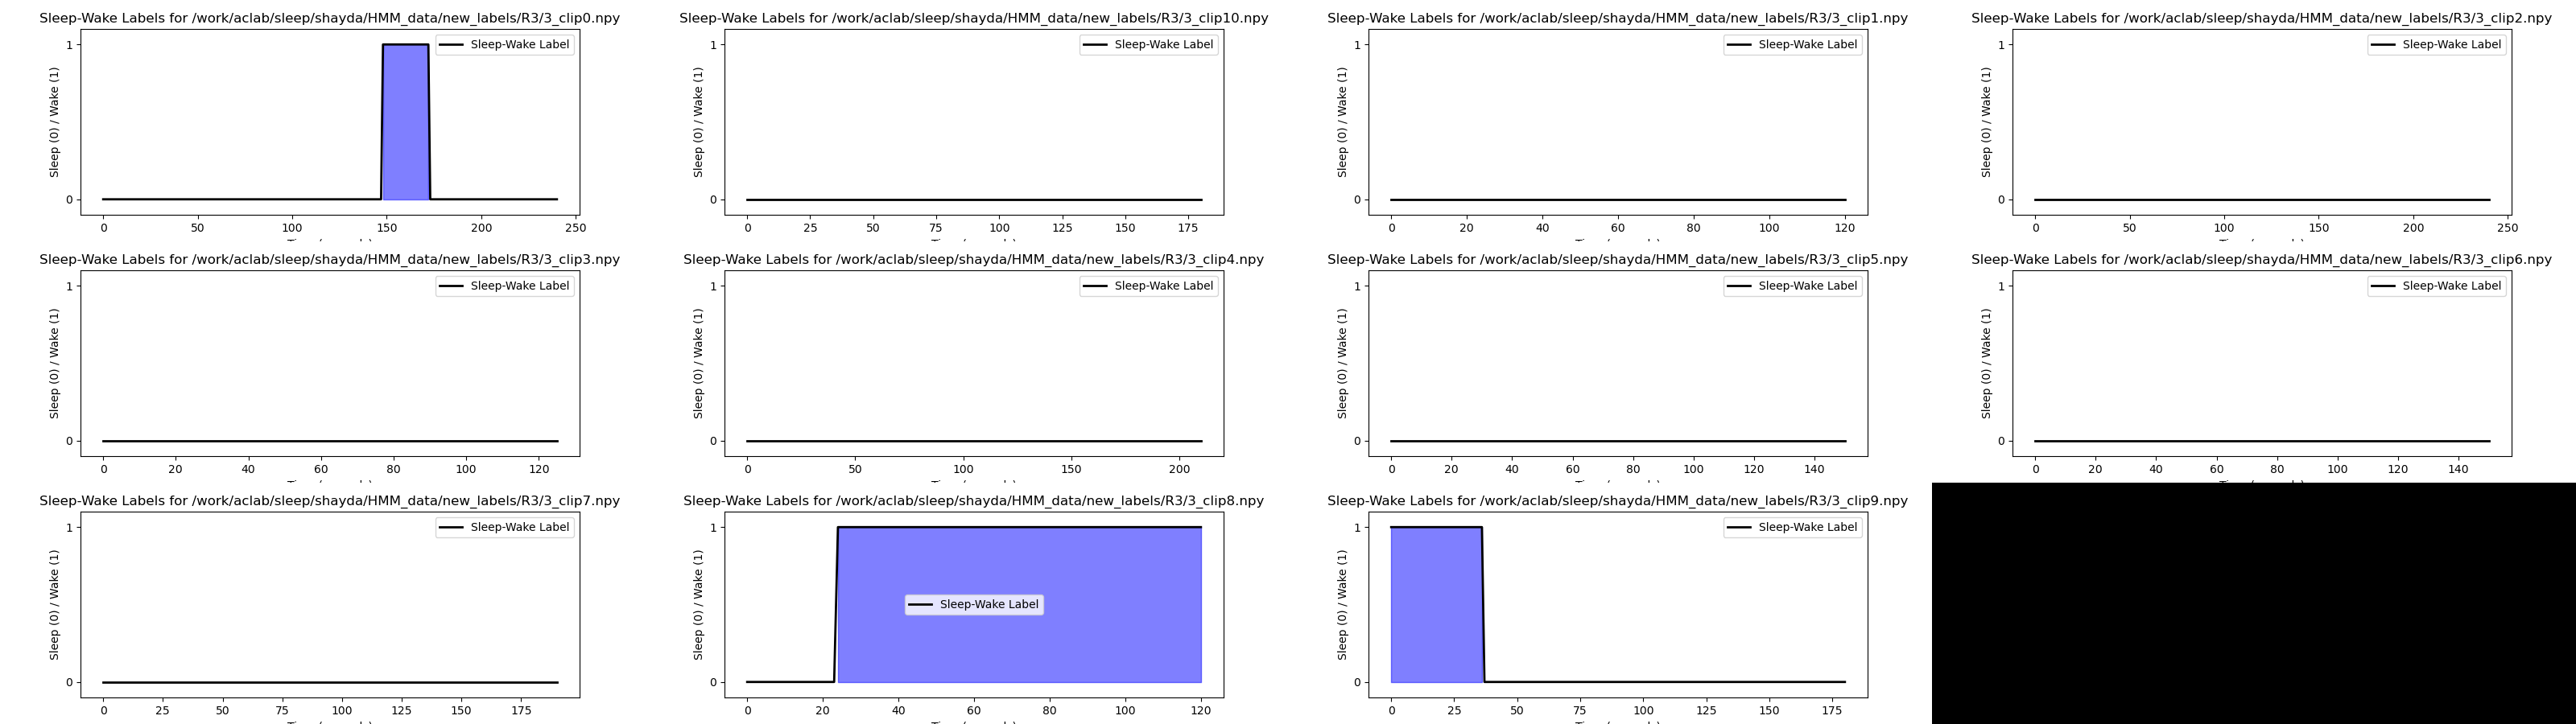 Sleep-Wake Labels for /work/aclab/sleep/shayda/HMM_data/new_labels/R3/3_clip0.npy
Sleep (0) / Wake (1)
1
0
Sleep-Wake Label
0 50 100 150 200 250
Sleep-Wake Labels for /work/aclab/sleep/shayda/HMM_data/new_labels/R3/3_clip10.npy
Sleep (0) / Wake (1)
1
0
Sleep-Wake Label
0 25 50 75 100 125 150 175
Sleep-Wake Labels for /work/aclab/sleep/shayda/HMM_data/new_labels/R3/3_clip1.npy
Sleep (0) / Wake (1)
1
0
Sleep-Wake Label
0 20 40 60 80 100 120
Sleep-Wake Labels for /work/aclab/sleep/shayda/HMM_data/new_labels/R3/3_clip2.npy
Sleep (0) / Wake (1)
1
0
Sleep-Wake Label
0 50 100 150 200 250
Sleep-Wake Labels for /work/aclab/sleep/shayda/HMM_data/new_labels/R3/3_clip3.npy
Sleep (0) / Wake (1)
1
0
Sleep-Wake Label
0 20 40 60 80 100 120
Sleep-Wake Labels for /work/aclab/sleep/shayda/HMM_data/new_labels/R3/3_clip4.npy
Sleep (0) / Wake (1)
1
0
Sleep-Wake Label
0 50 100 150 200
Sleep-Wake Labels for /work/aclab/sleep/shayda/HMM_data/new_labels/R3/3_clip5.npy
Sleep (0) / Wake (1)
1
0
Sleep-Wake Label
0 20 40 60 80 100 120 140
Sleep-Wake Labels for /work/aclab/sleep/shayda/HMM_data/new_labels/R3/3_clip6.npy
Sleep (0) / Wake (1)
1
0
Sleep-Wake Label
0 20 40 60 80 100 120 140
Sleep-Wake Labels for /work/aclab/sleep/shayda/HMM_data/new_labels/R3/3_clip7.npy
Sleep (0) / Wake (1)
1
0
Sleep-Wake Label
0 25 50 75 100 125 150 175
Sleep-Wake Labels for /work/aclab/sleep/shayda/HMM_data/new_labels/R3/3_clip8.npy
Sleep (0) / Wake (1)
1
0
Sleep-Wake Label
0 20 40 60 80 100 120
Sleep-Wake Labels for /work/aclab/sleep/shayda/HMM_data/new_labels/R3/3_clip9.npy
Sleep (0) / Wake (1)
1
0
Sleep-Wake Label
0 25 50 75 100 125 150 175